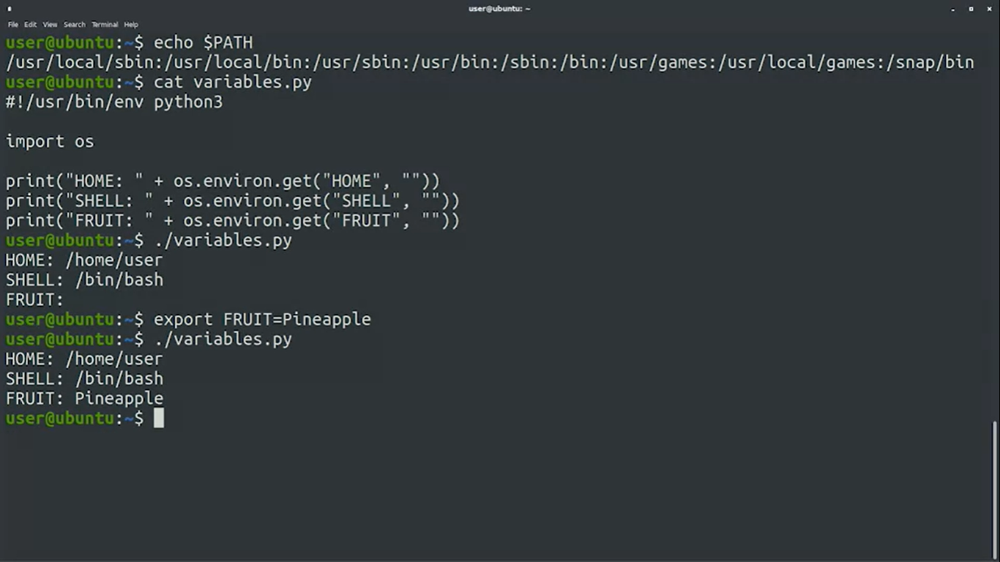 user@ubuntu: ~
File Edit View Search Terminal Help
user@ubuntu:~$ echo $PATH
/usr/local/sbin:/usr/local/bin:/usr/sbin:/usr/bin:/sbin:/bin:/usr/games:/usr/local/games:/snap/bin
user@ubuntu:~$ cat variables.py
#!/usr/bin/env python3

import os

print("HOME: " + os.environ.get("HOME", ""))
print("SHELL: " + os.environ.get("SHELL", ""))
print("FRUIT: " + os.environ.get("FRUIT", ""))
user@ubuntu:~$ ./variables.py
HOME: /home/user
SHELL: /bin/bash
FRUIT:
user@ubuntu:~$ export FRUIT=Pineapple
user@ubuntu:~$ ./variables.py
HOME: /home/user
SHELL: /bin/bash
FRUIT: Pineapple
user@ubuntu:~$